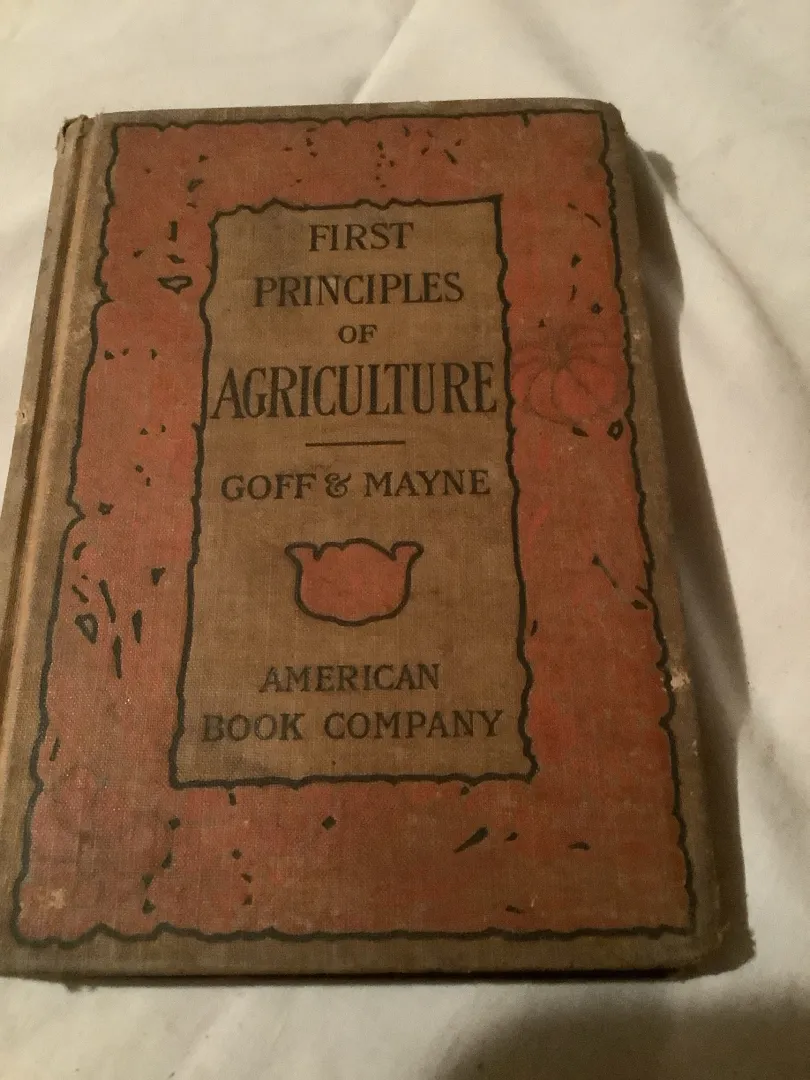 FIRST
PRINCIPLES
OF
AGRICULTURE
GOFF & MAYNE
AMERICAN
BOOK COMPANY